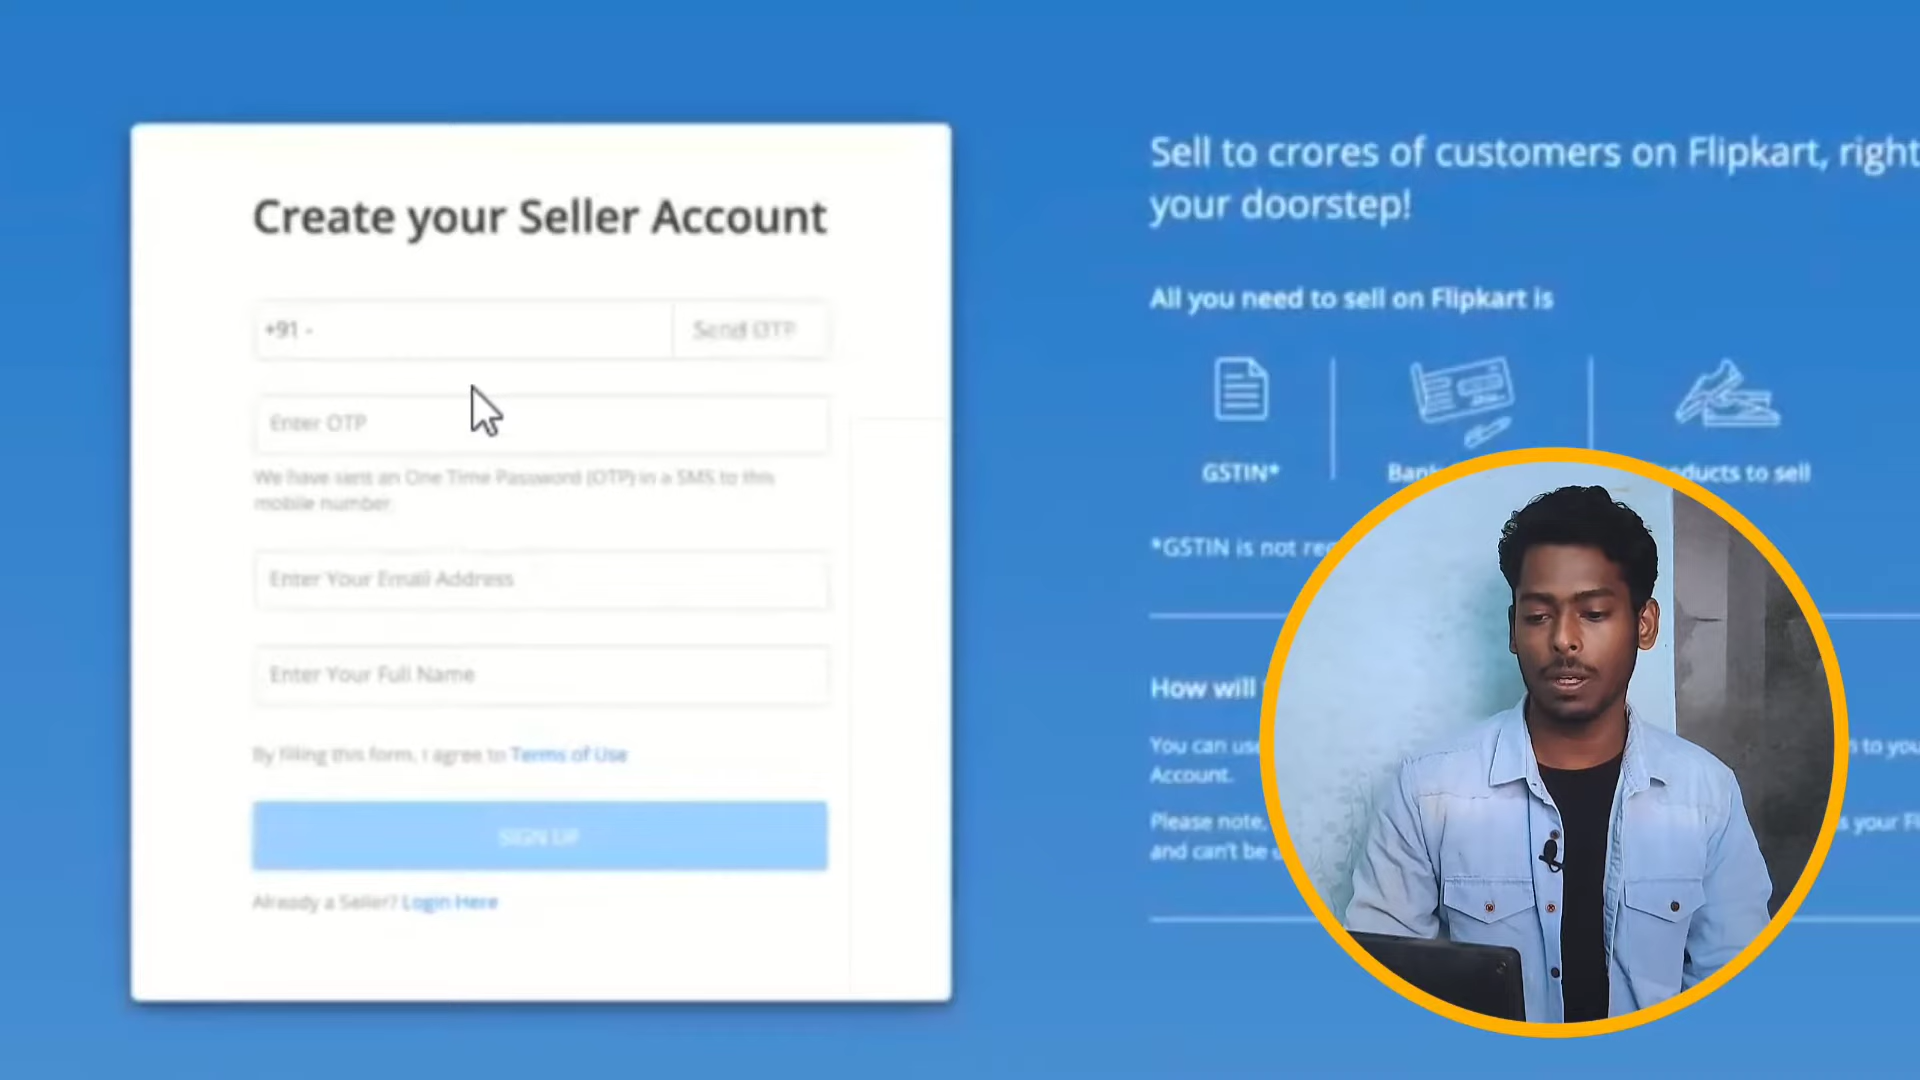 Create your Seller Account
+91 -
Send OTP
Enter OTP
We have sent an One Time Password (OTP) in a SMS to this
mobile number.
Enter Your Email Address
Enter Your Full Name
By filling this form, I agree to Terms of Use
SIGN UP
Already a Seller? Login Here
Sell to crores of customers on Flipkart, right
your doorstep!
All you need to sell on Flipkart is
GSTIN*
to sell
*GSTIN is not
How will
You can use
to you
Account.
Please note,
your
and can't be